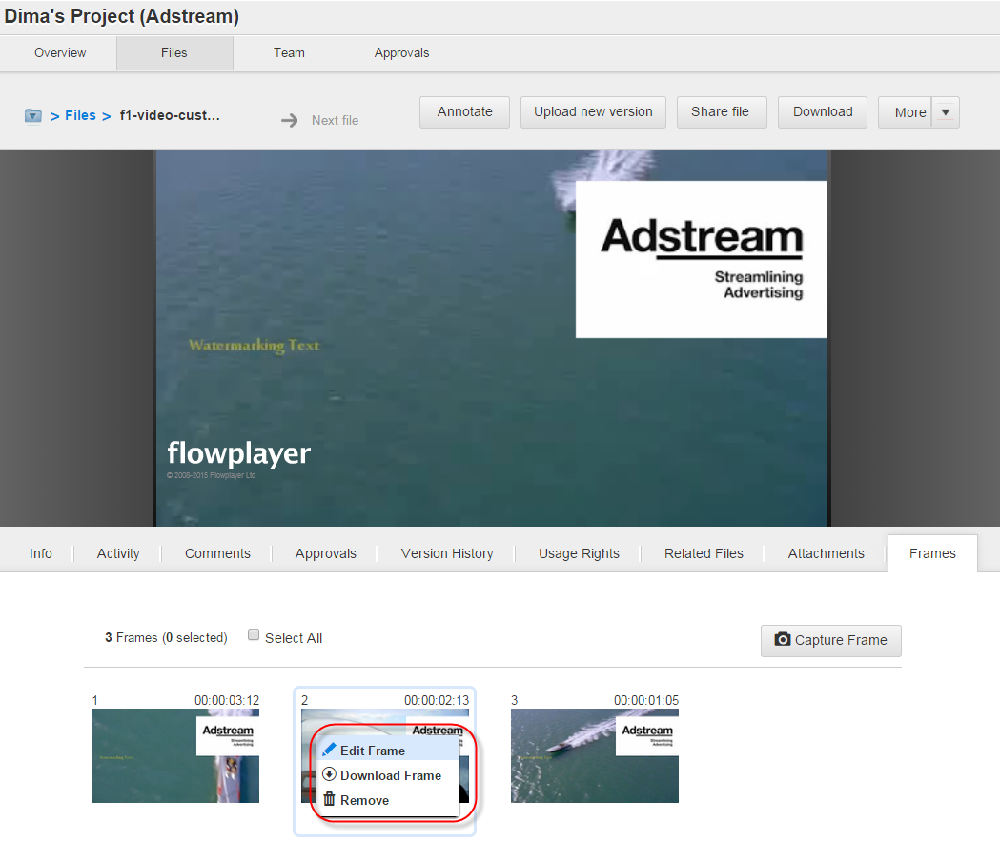 Dima's Project (Adstream)
Overview Files Team Approvals
> Files > f1-video-cust... Next file Annotate Upload new version Share file Download More
Adstream
Streamlining
Advertising
Watermarking Text
flowplayer
© 2008-2015 Flowplayer Ltd
Info Activity Comments Approvals Version History Usage Rights Related Files Attachments Frames
3 Frames (0 selected) Select All Capture Frame
1 00:00:03:12 2 00:00:02:13 3 00:00:01:05
Adstream Adstream Adstream
Streamlining Streamlining
Advertising Advertising
Edit Frame
Download Frame
Remove